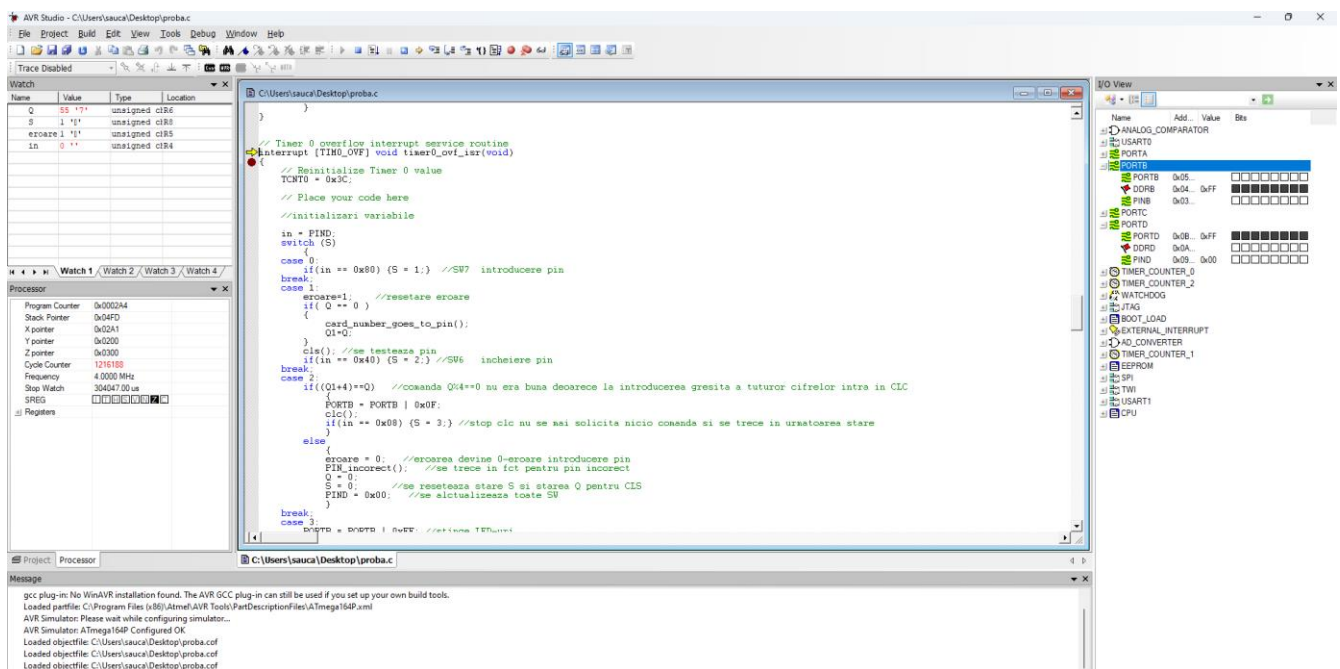 AVR Studio - C:\Users\sauca\Desktop\proba.c
File Project Build Edit View Tools Debug Window Help
Trace Disabled
Watch
Name Value Type Location
Q 55 '7' unsigned ch R6
S 1 unsigned ch R8
eroare 1 unsigned ch R5
in 0 '' unsigned ch R4
Watch 1 Watch 2 Watch 3 Watch 4
Processor
Program Counter 0x0002A4
Stack Pointer 0x04FD
X pointer 0x02A1
Y pointer 0x0200
Z pointer 0x0300
Cycle Counter 1216188
Frequency 4.0000 MHz
Stop Watch 304047.00 us
SREG I T H S V N Z C
Registers
Project Processor
C:\Users\sauca\Desktop\proba.c
}
}
// Timer 0 overflow interrupt service routine
interrupt [TIM0_OVF] void timer0_ovf_isr(void)
{
// Reinitialize Timer 0 value
TCNT0 = 0x3C;
// Place your code here
//initializari variabile
in = PIND;
switch (S)
{
case 0:
if(in == 0x80) {S = 1;} //SW7 introducere pin
break;
case 1:
eroare=1; //resetare eroare
if( Q == 0 )
{
card_number_goes_to_pin();
Q1=Q;
}
cls(); //se testeaza pin
if(in == 0x40) {S = 2;} //SW6 incheiere pin
break;
case 2:
if((Q1+4)==Q) //comanda Q%4==0 nu era buna deoarece la introducerea gresita a tuturor cifrelor intra in CLC
{
PORTB = PORTB | 0x0F;
clc();
if(in == 0x08) {S = 3;} //stop clc nu se mai solicita nicio comanda si se trece in urmatoarea stare
}
else
{
eroare = 0; //eroarea devine 0-eroare introducere pin
PIN_incorect(); //se trece in fct pentru pin incorect
Q = 0;
S = 0; //se reseteaza stare S si starea Q pentru CLS
PIND = 0x00; //se alctualizeaza toate SW
}
break;
case 3:
PORTB = PORTB | 0xFF; //stinge LED-uri
C:\Users\sauca\Desktop\proba.c
I/O View
Name Add... Value Bits
ANALOG_COMPARATOR
USART0
PORTA
PORTB
PORTB 0x05...
DDRB 0x04... 0xFF
PINB 0x03...
PORTC
PORTD
PORTD 0x0B... 0xFF
DDRD 0x0A...
PIND 0x09... 0x00
TIMER_COUNTER_0
TIMER_COUNTER_2
WATCHDOG
JTAG
BOOT_LOAD
EXTERNAL_INTERRUPT
AD_CONVERTER
TIMER_COUNTER_1
EEPROM
SPI
TWI
USART1
CPU
Message
gcc plug-in: No WinAVR installation found. The AVR GCC plug-in can still be used if you set up your own build tools.
Loaded partfile: C:\Program Files (x86)\Atmel\AVR Tools\PartDescriptionFiles\ATmega164P.xml
AVR Simulator: Please wait while configuring simulator...
AVR Simulator: ATmega164P Configured OK
Loaded objectfile: C:\Users\sauca\Desktop\proba.cof
Loaded objectfile: C:\Users\sauca\Desktop\proba.cof
Loaded objectfile: C:\Users\sauca\Desktop\proba.cof